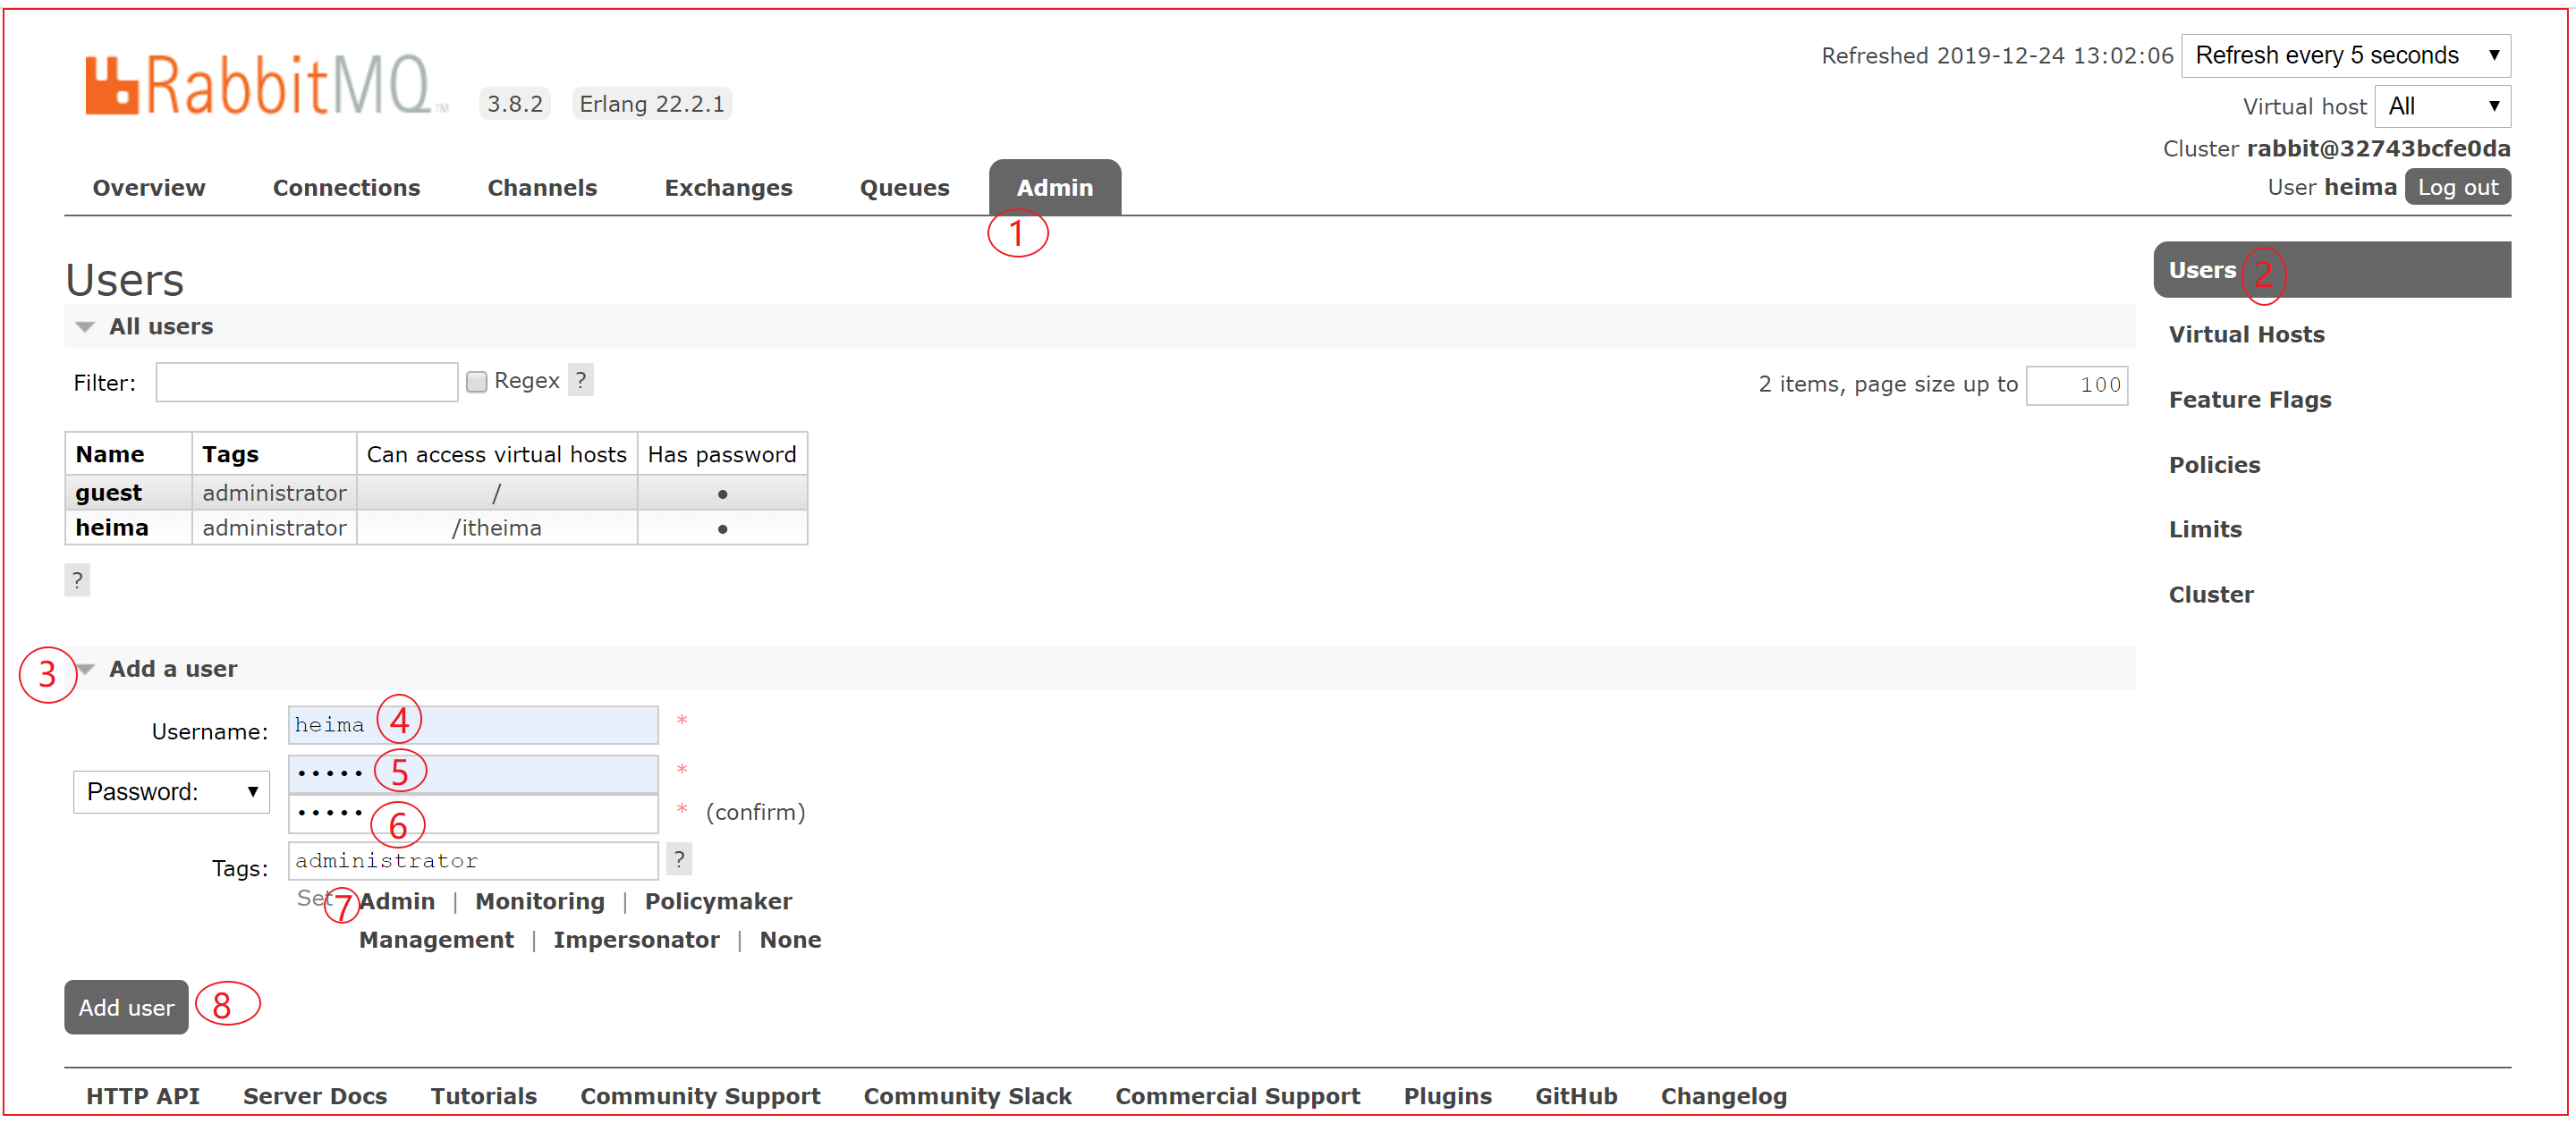 Refreshed 2019-12-24 13:02:06 Refresh every 5 seconds
RabbitMQ TM 3.8.2 Erlang 22.2.1
Virtual host All
Cluster rabbit@32743bcfe0da
User heima Log out
Overview Connections Channels Exchanges Queues Admin
1
Users
Users 2
Virtual Hosts
Feature Flags
Policies
Limits
Cluster
All users
Filter: Regex ?
2 items, page size up to 100
Name Tags Can access virtual hosts Has password
guest administrator / •
heima administrator /itheima •
?
3 Add a user
Username: heima 4 *
Password: ••••• 5 *
••••• 6 * (confirm)
Tags: administrator ?
Set 7 Admin | Monitoring | Policymaker
Management | Impersonator | None
Add user 8
HTTP API Server Docs Tutorials Community Support Community Slack Commercial Support Plugins GitHub Changelog